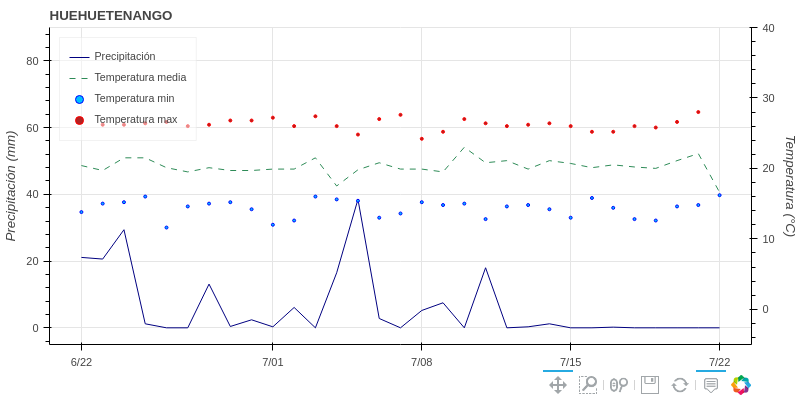 HUEHUETENANGO
Precipitación
Temperatura media
Temperatura min
Temperatura max
Precipitación (mm)
80
60
40
20
0
Temperatura (°C)
40
30
20
10
0
6/22
7/01
7/08
7/15
7/22